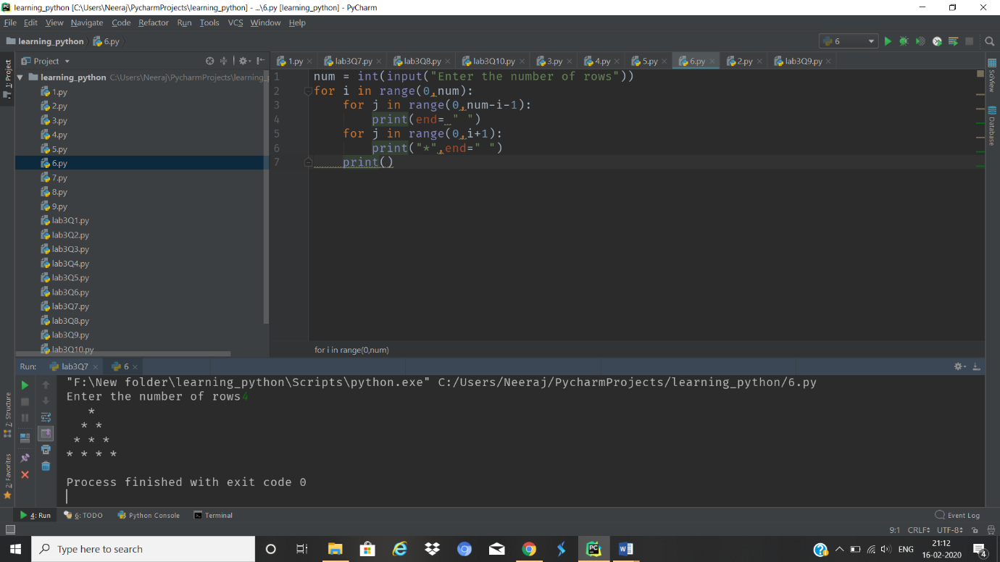 learning_python [C:\Users\Neeraj\PycharmProjects\learning_python] - ...\6.py [learning_python] - PyCharm
File Edit View Navigate Code Refactor Run Tools VCS Window Help
learning_python 6.py
6
1: Project
Project
1.py lab3Q7.py lab3Q8.py lab3Q10.py 3.py 4.py 5.py 6.py 2.py lab3Q9.py
learning_python C:\Users\Neeraj\PycharmProjects\learning_
1.py
2.py
3.py
4.py
5.py
6.py
7.py
8.py
9.py
lab3Q1.py
lab3Q2.py
lab3Q3.py
lab3Q4.py
lab3Q5.py
lab3Q6.py
lab3Q7.py
lab3Q8.py
lab3Q9.py
lab3Q10.py
1 num = int(input("Enter the number of rows"))
2 for i in range(0,num):
3     for j in range(0,num-i-1):
4         print(end= " ")
5     for j in range(0,i+1):
6         print("*",end=" ")
7     print()
for i in range(0,num)
SciView
Database
Run: lab3Q7 6
"F:\New folder\learning_python\Scripts\python.exe" C:/Users/Neeraj/PycharmProjects/learning_python/6.py
Enter the number of rows4
   *
  * *
 * * *
* * * *
Process finished with exit code 0
7: Structure
2: Favorites
4: Run 6: TODO Python Console Terminal Event Log
9:1 CRLF UTF-8
Type here to search
ENG
21:12
16-02-2020
4